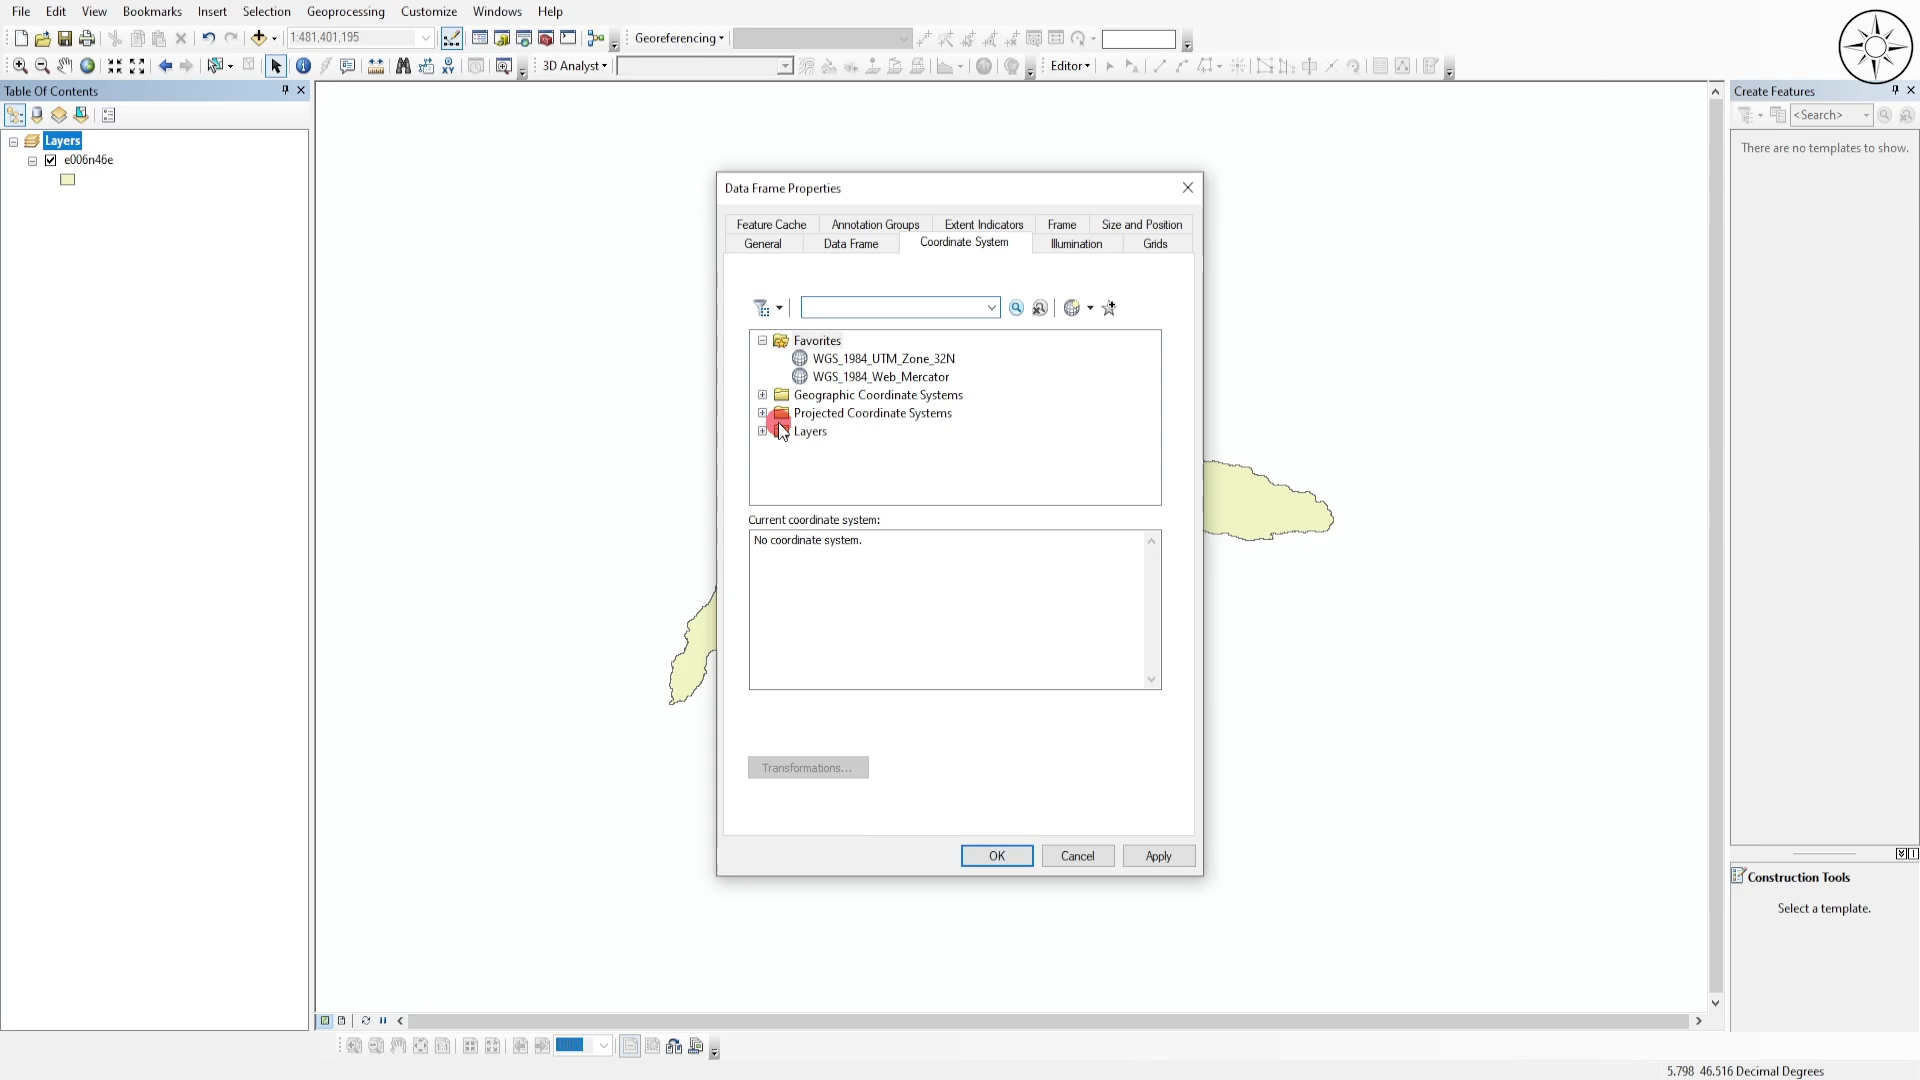 File Edit View Bookmarks Insert Selection Geoprocessing Customize Windows Help
1:481,401,195 Georeferencing
3D Analyst Editor
Table Of Contents
Layers
e006n46e
Data Frame Properties
Feature Cache Annotation Groups Extent Indicators Frame Size and Position
General Data Frame Coordinate System Illumination Grids
Favorites
WGS_1984_UTM_Zone_32N
WGS_1984_Web_Mercator
Geographic Coordinate Systems
Projected Coordinate Systems
Layers
Current coordinate system:
No coordinate system.
Transformations...
OK Cancel Apply
Create Features
<Search>
There are no templates to show.
Construction Tools
Select a template.
5.798 46.516 Decimal Degrees